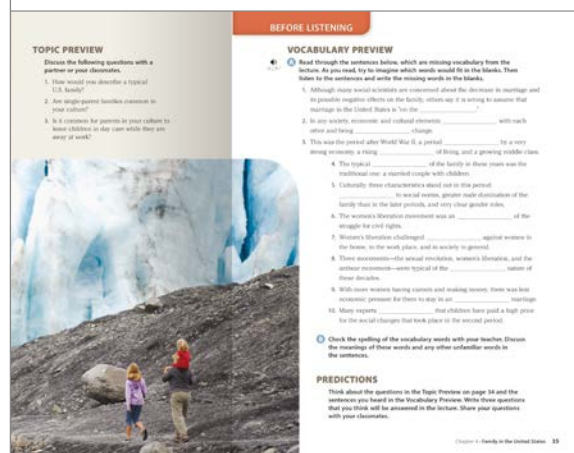 BEFORE LISTENING
TOPIC PREVIEW
Discuss the following questions with a
partner or your classmates.
1. How would you describe a typical
U.S. family?
2. Are single-parent families common in
your culture?
3. Is it common for parents in your culture to
leave children in day care while they are
away at work?
VOCABULARY PREVIEW
A Read through the sentences below, which are missing vocabulary from the
lecture. As you read, try to imagine which words would fit in the blanks. Then
listen to the sentences and write the missing words in the blanks.
1. Although many social scientists are concerned about the decrease in marriage and
its possible negative effects on the family, others say it is wrong to assume that
marriage in the United States is "on the ____________."
2. In any society, economic and cultural elements ____________ with each
other and bring ____________ change.
3. This was the period after World War II, a period ____________ by a very
strong economy, a rising ____________ of living, and a growing middle class.
4. The typical ____________ of the family in these years was the
traditional one: a married couple with children.
5. Culturally, three characteristics stand out in this period:
____________ to social norms, greater male domination of the
family than in the later periods, and very clear gender roles.
6. The women's liberation movement was an ____________ of the
struggle for civil rights.
7. Women's liberation challenged ____________ against women in
the home, in the work place, and in society in general.
8. Three movements—the sexual revolution, women's liberation, and the
antiwar movement—were typical of the ____________ nature of
these decades.
9. With more women having careers and making money, there was less
economic pressure for them to stay in an ____________ marriage.
10. Many experts ____________ that children have paid a high price
for the social changes that took place in the second period.
B Check the spelling of the vocabulary words with your teacher. Discuss
the meanings of these words and any other unfamiliar words in
the sentences.
PREDICTIONS
Think about the questions in the Topic Preview on page 34 and the
sentences you heard in the Vocabulary Preview. Write three questions
that you think will be answered in the lecture. Share your questions
with your classmates.
Family in the United States 35